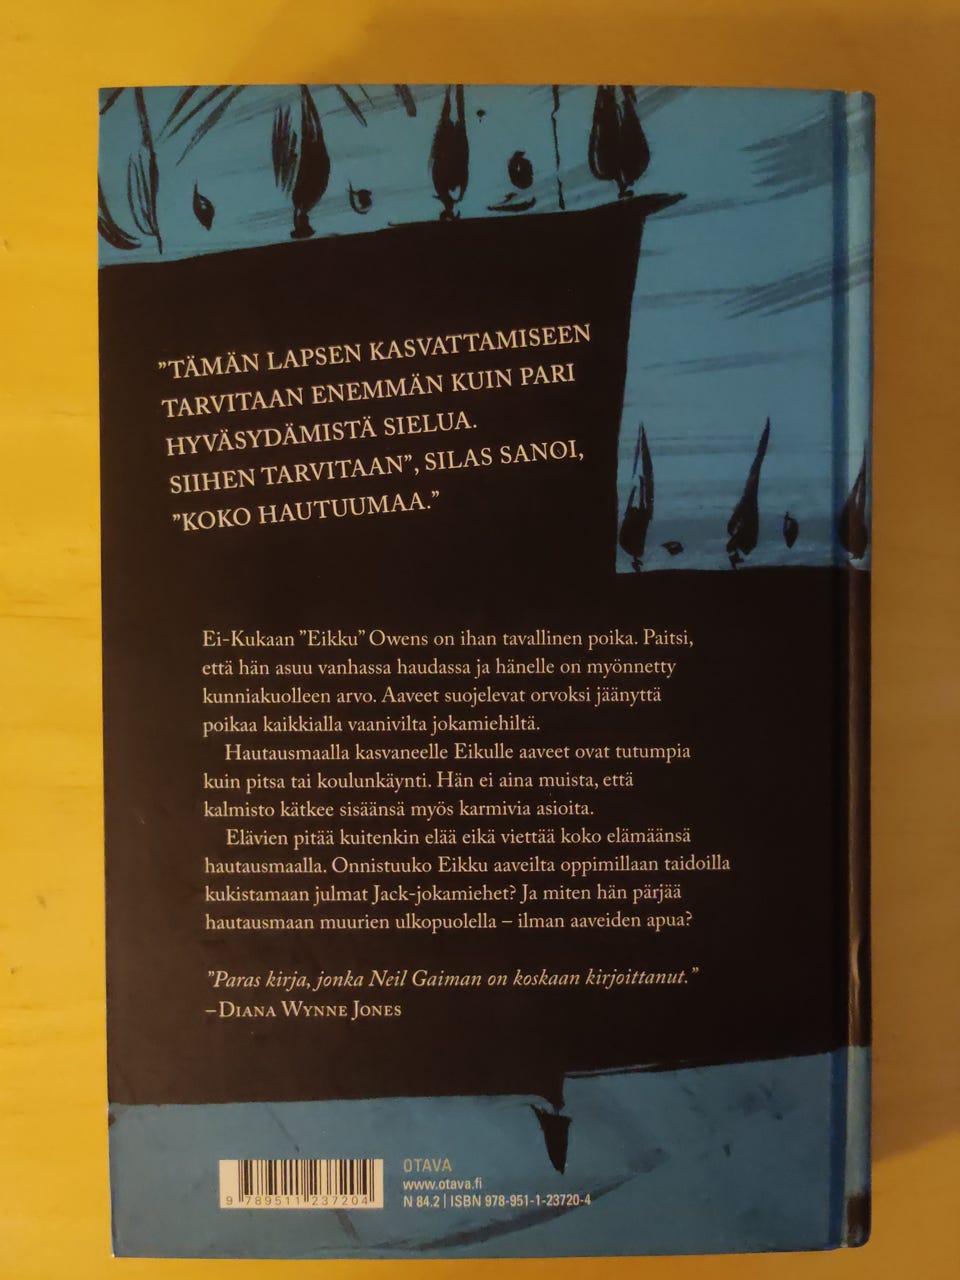 ”TÄMÄN LAPSEN KASVATTAMISEEN
TARVITAAN ENEMMÄN KUIN PARI
HYVÄSYDÄMISTÄ SIELUA.
SIIHEN TARVITAAN”, SILAS SANOI,
”KOKO HAUTUUMAA.”
Ei-Kukaan ”Eikku” Owens on ihan tavallinen poika. Paitsi,
että hän asuu vanhassa haudassa ja hänelle on myönnetty
kunniakuolleen arvo. Aaveet suojelevat orvoksi jäänyttä
poikaa kaikkialla vaanivilta jokamiehiltä.
Hautausmaalla kasvaneelle Eikulle aaveet ovat tutumpia
kuin pitsa tai koulunkäynti. Hän ei aina muista, että
kalmisto kätkee sisäänsä myös karmivia asioita.
Elävien pitää kuitenkin elää eikä viettää koko elämäänsä
hautausmaalla. Onnistuuko Eikku aaveilta oppimillaan taidoilla
kukistamaan julmat Jack-jokamiehet? Ja miten hän pärjää
hautausmaan muurien ulkopuolella – ilman aaveiden apua?
”Paras kirja, jonka Neil Gaiman on koskaan kirjoittanut.”
– DIANA WYNNE JONES
OTAVA
www.otava.fi
N 84.2 | ISBN 978-951-1-23720-4
9 789511 237204